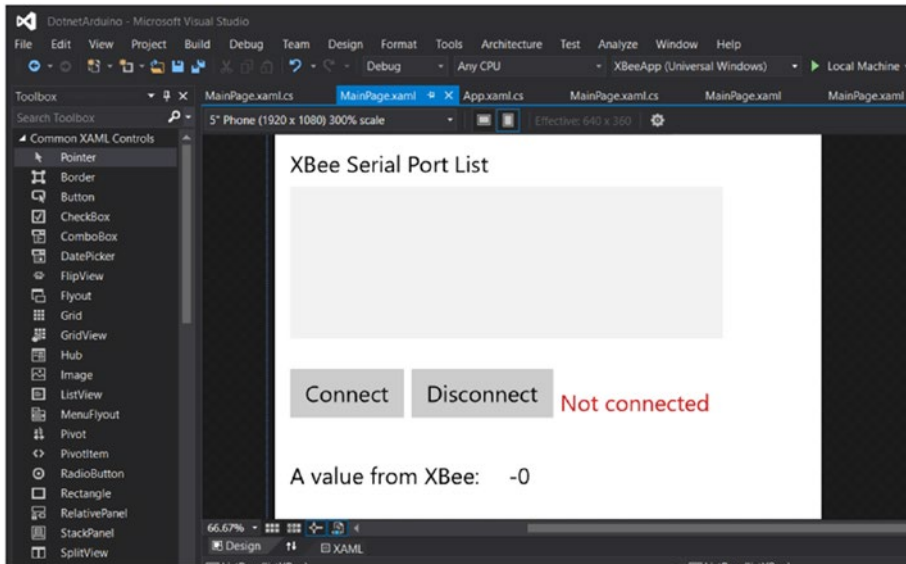 DotnetArduino - Microsoft Visual Studio
File Edit View Project Build Debug Team Design Format Tools Architecture Test Analyze Window Help
Debug Any CPU XBeeApp (Universal Windows) Local Machine
Toolbox MainPage.xaml.cs MainPage.xaml App.xaml.cs MainPage.xaml.cs MainPage.xaml MainPage.xaml
Search Toolbox 5" Phone (1920 x 1080) 300% scale Effective: 640 x 360
Common XAML Controls
Pointer
Border
Button
CheckBox
ComboBox
DatePicker
FlipView
Flyout
Grid
GridView
Hub
Image
ListView
MenuFlyout
Pivot
PivotItem
RadioButton
Rectangle
RelativePanel
StackPanel
SplitView
XBee Serial Port List
Connect Disconnect Not connected
A value from XBee: -0
66.67%
Design XAML